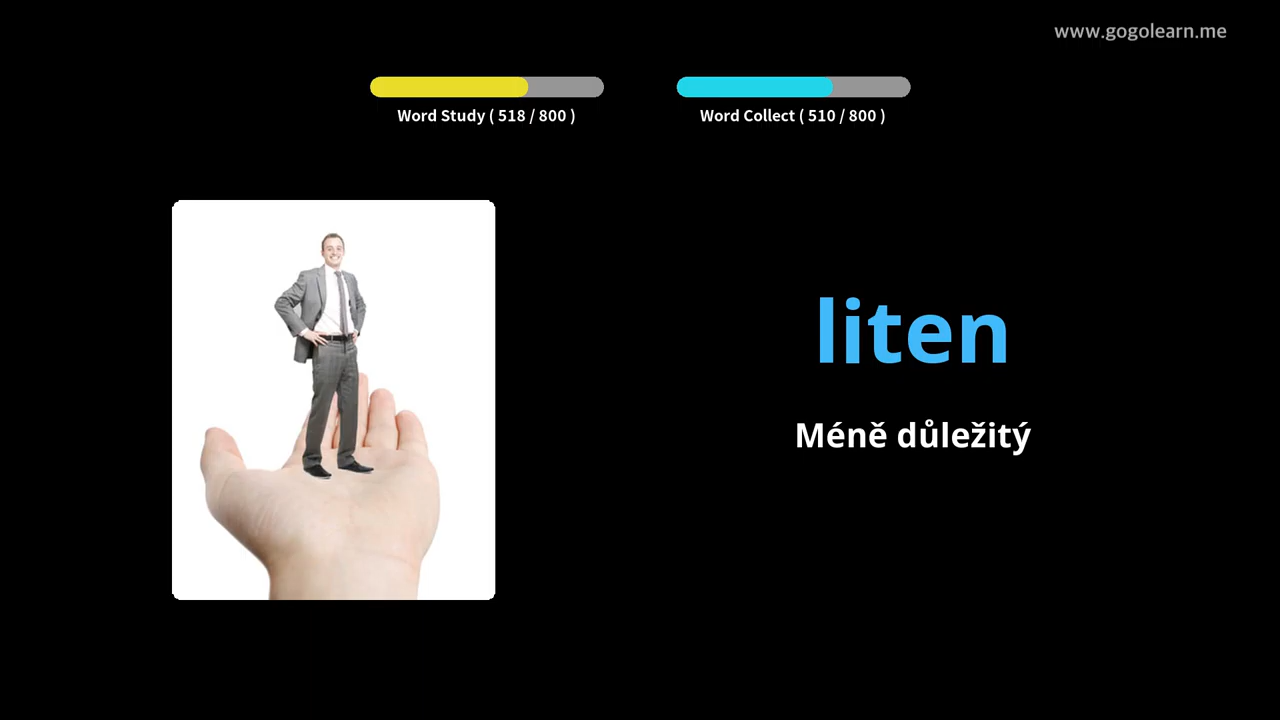 www.gogolearn.me
Word Study ( 518 / 800 )
Word Collect ( 510 / 800 )
liten
Méně důležitý